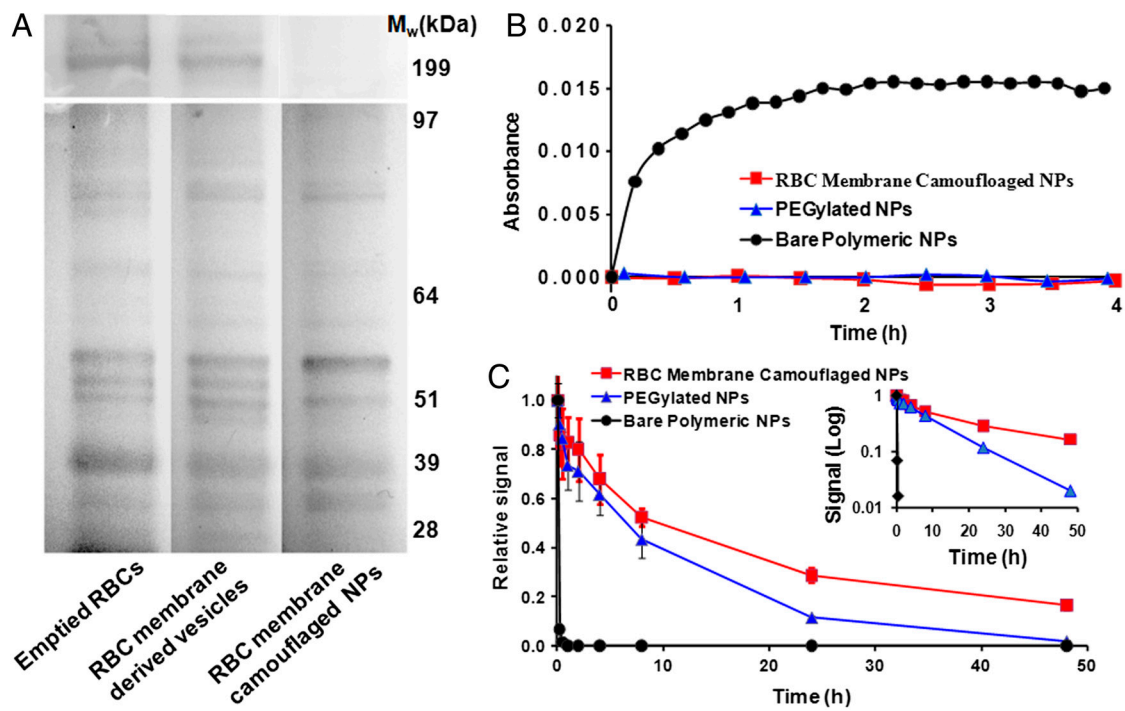 A
Mw(kDa)
199
97
64
51
39
28
Emptied RBCs
RBC membrane
derived vesicles
RBC membrane
camouflaged NPs
B
0.020
0.015
0.010
0.005
0.000
Absorbance
RBC Membrane Camoufloaged NPs
PEGylated NPs
Bare Polymeric NPs
0 1 2 3 4
Time (h)
C
RBC Membrane Camouflaged NPs
PEGylated NPs
Bare Polymeric NPs
1.0
0.8
0.6
0.4
0.2
0.0
Relative signal
0 10 20 30 40 50
Time (h)
1
0.1
0.01
Signal (Log)
0 10 20 30 40 50
Time (h)